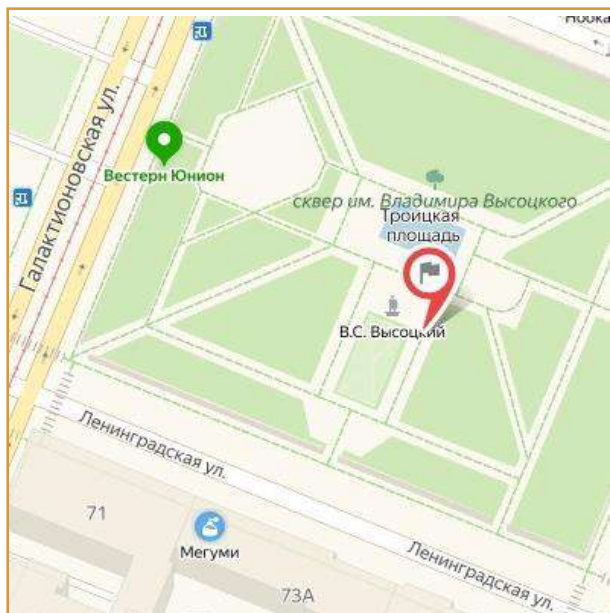 Галактионовская ул.
Вестерн Юнион
сквер им. Владимира Высоцкого
Троицкая
площадь
В.С. Высоцкий
Ленинградская ул.
71
Мегуми
73А
Ленинградская ул.